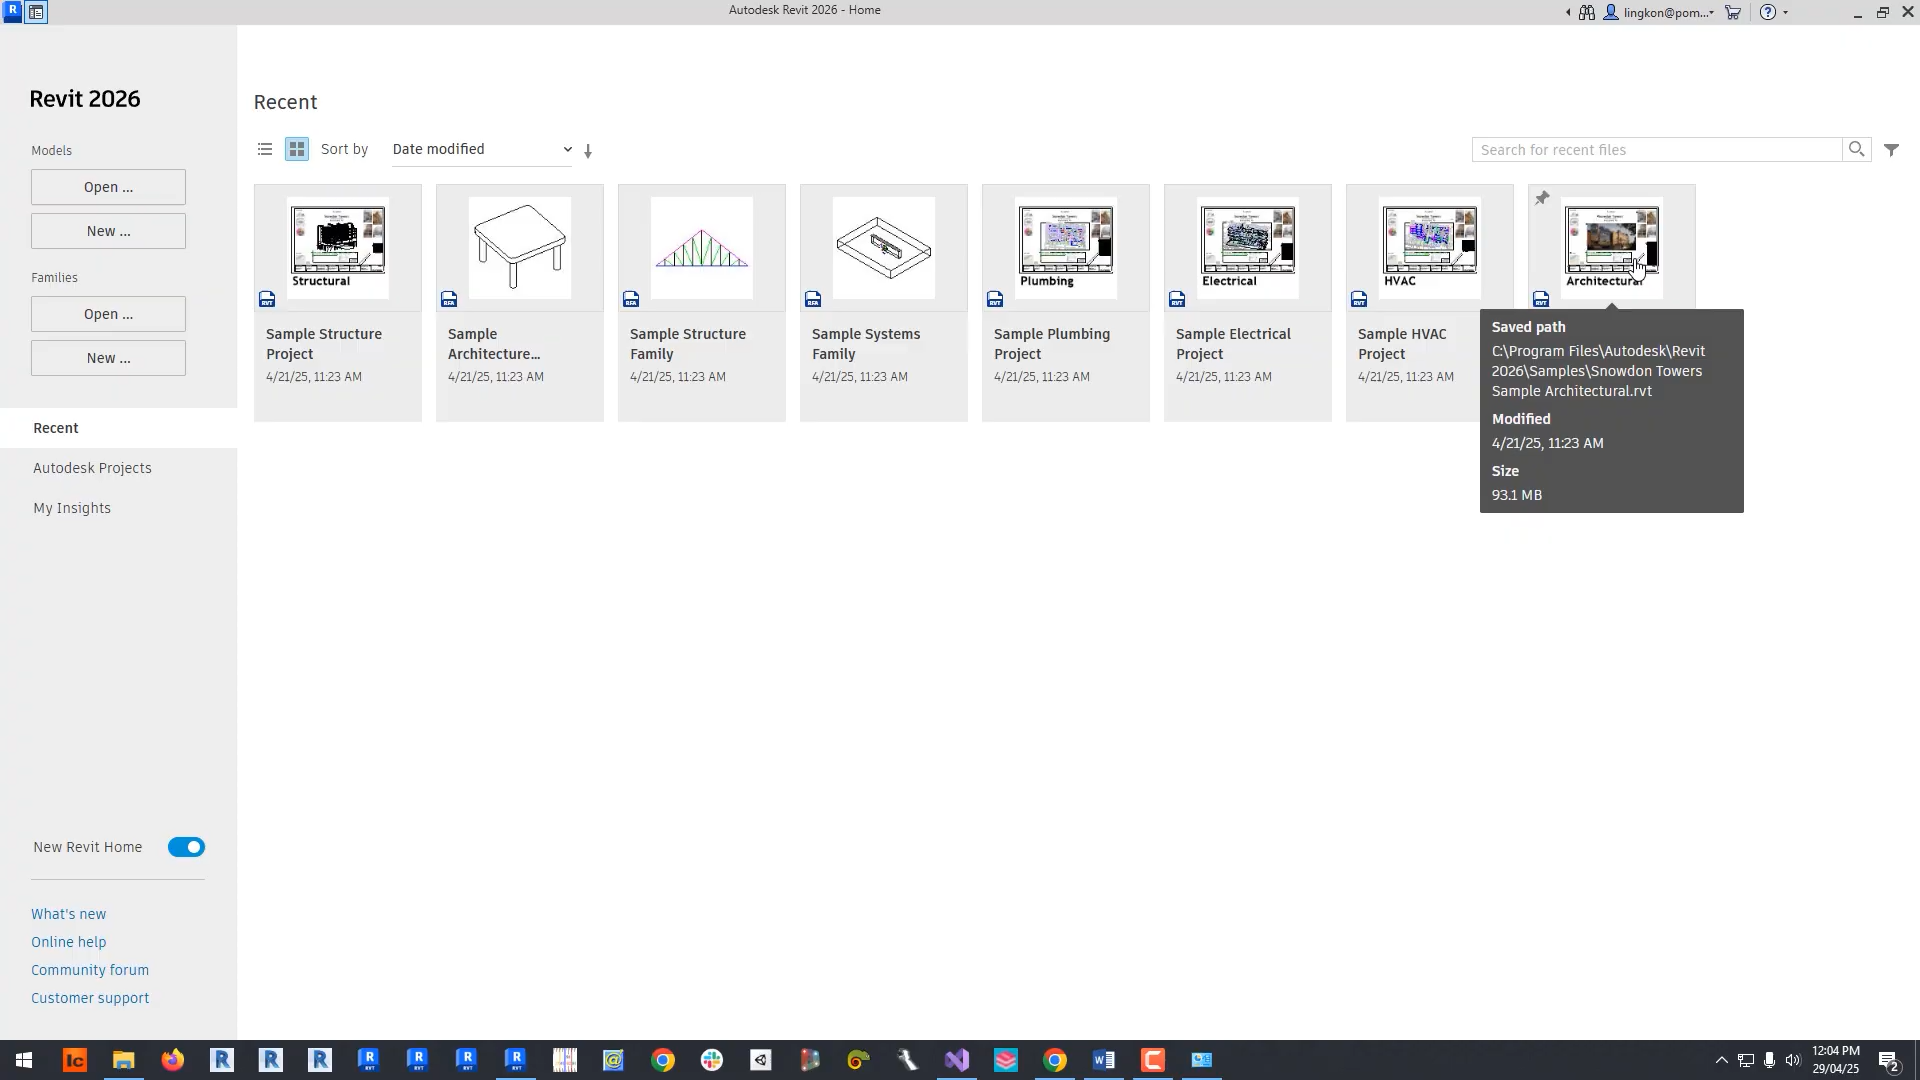 Autodesk Revit 2026 - Home
lingkon@pom...
Revit 2026
Models
Open ...
New ...
Families
Open ...
New ...
Recent
Autodesk Projects
My Insights
New Revit Home
What's new
Online help
Community forum
Customer support
Recent
Sort by
Date modified
Search for recent files
Structural
Sample Structure
Project
4/21/25, 11:23 AM
Sample
Architecture...
4/21/25, 11:23 AM
Sample Structure
Family
4/21/25, 11:23 AM
Sample Systems
Family
4/21/25, 11:23 AM
Plumbing
Sample Plumbing
Project
4/21/25, 11:23 AM
Electrical
Sample Electrical
Project
4/21/25, 11:23 AM
HVAC
Sample HVAC
Project
4/21/25, 11:23 AM
Architectural
Saved path
C:\Program Files\Autodesk\Revit
2026\Samples\Snowdon Towers
Sample Architectural.rvt
Modified
4/21/25, 11:23 AM
Size
93.1 MB
12:04 PM
29/04/25
2